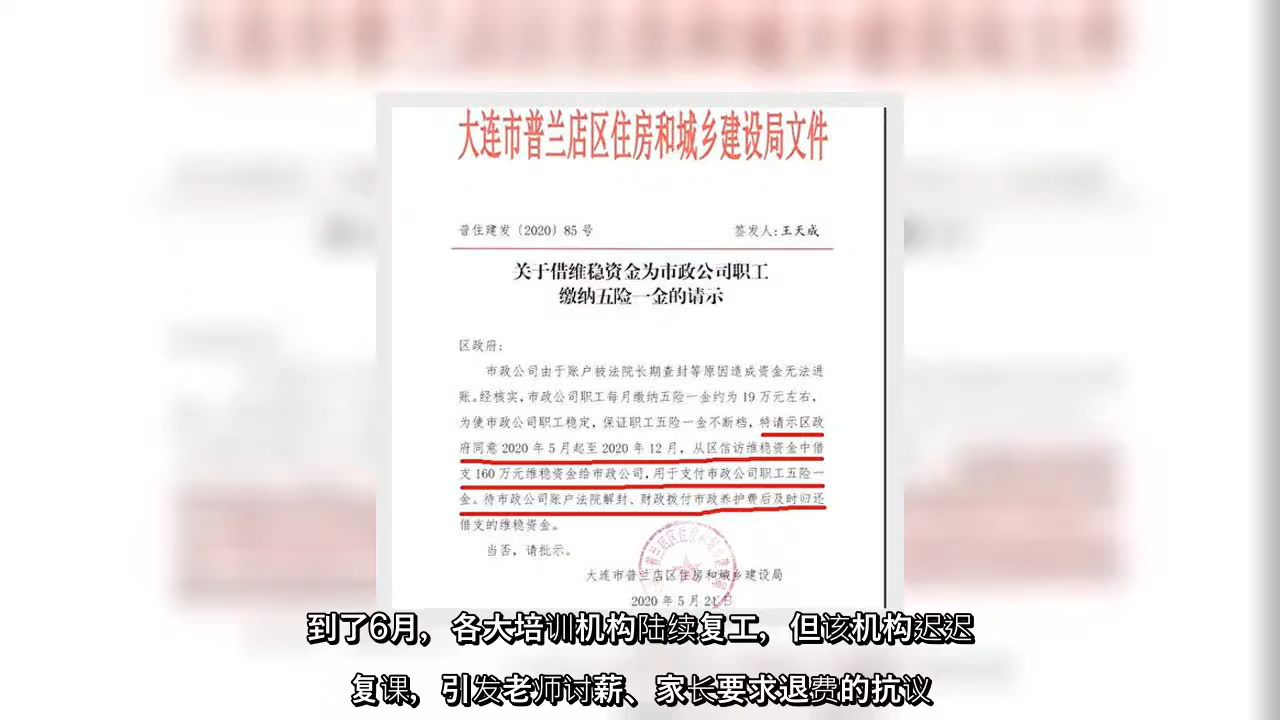 大连市普兰店区住房和城乡建设局文件
普住建发〔2020〕85号 签发人:王天成
关于借维稳资金为市政公司职工
缴纳五险一金的请示
区政府:
市政公司由于账户被法院长期查封等原因造成资金无法进
账。经核实,市政公司职工每月缴纳五险一金约为19万元左右,
为使市政公司职工稳定,保证职工五险一金不断档,特请示区政
府同意2020年5月起至2020年12月,从区信访维稳资金中借
支160万元维稳资金给市政公司,用于支付市政公司职工五险一
金。待市政公司账户法院解封、财政拨付市政养护费后及时归还
借支的维稳资金。
当否,请批示。
大连市普兰店区住房和城乡建设局
2020年5月21日
到了6月,各大培训机构陆续复工,但该机构迟迟
复课,引发老师讨薪、家长要求退费的抗议